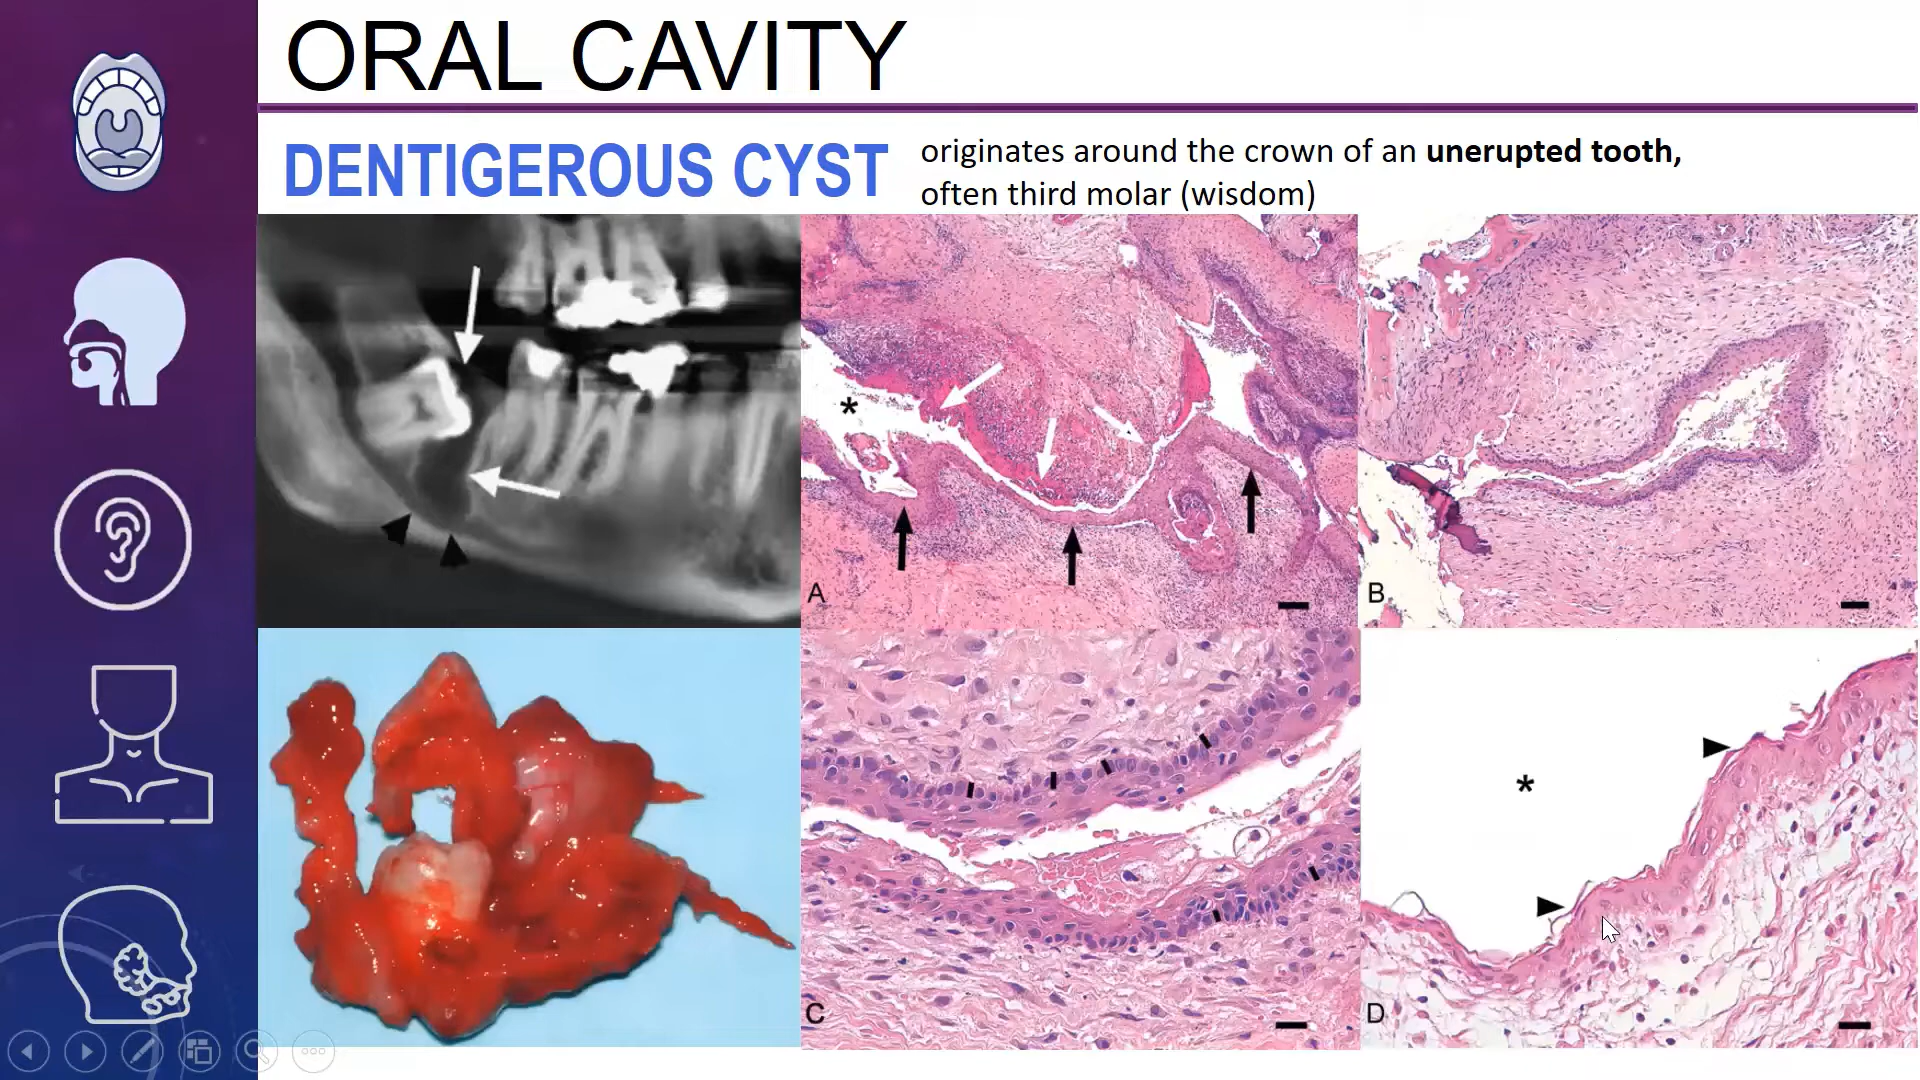 ORAL CAVITY
DENTIGEROUS CYST
originates around the crown of an unerupted tooth,
often third molar (wisdom)
*
*
A
B
*
C
D